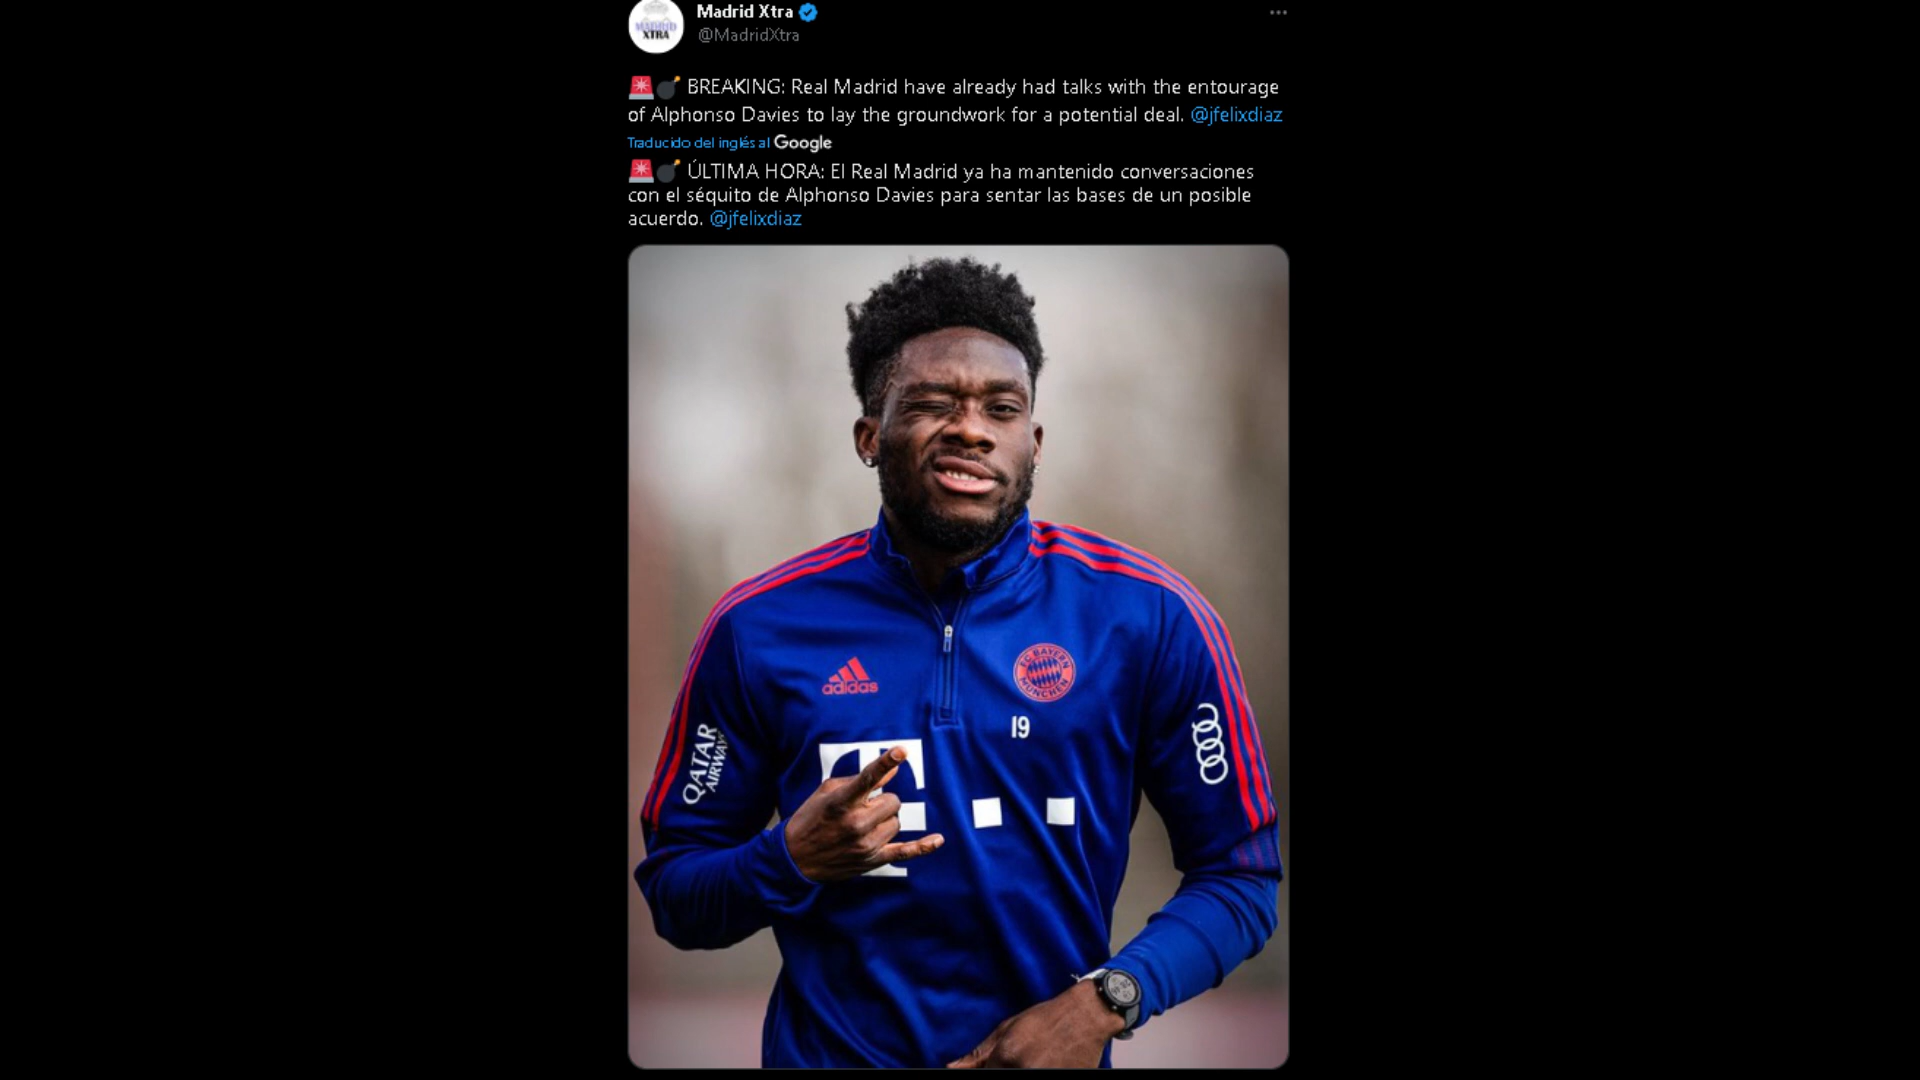 Madrid Xtra
@MadridXtra
MADRID
XTRA
🚨💣 BREAKING: Real Madrid have already had talks with the entourage
of Alphonso Davies to lay the groundwork for a potential deal. @jfelixdiaz
Traducido del inglés al Google
🚨💣 ÚLTIMA HORA: El Real Madrid ya ha mantenido conversaciones
con el séquito de Alphonso Davies para sentar las bases de un posible
acuerdo. @jfelixdiaz
adidas
FC BAYERN
MÜNCHEN
19
QATAR
AIRWAYS
T